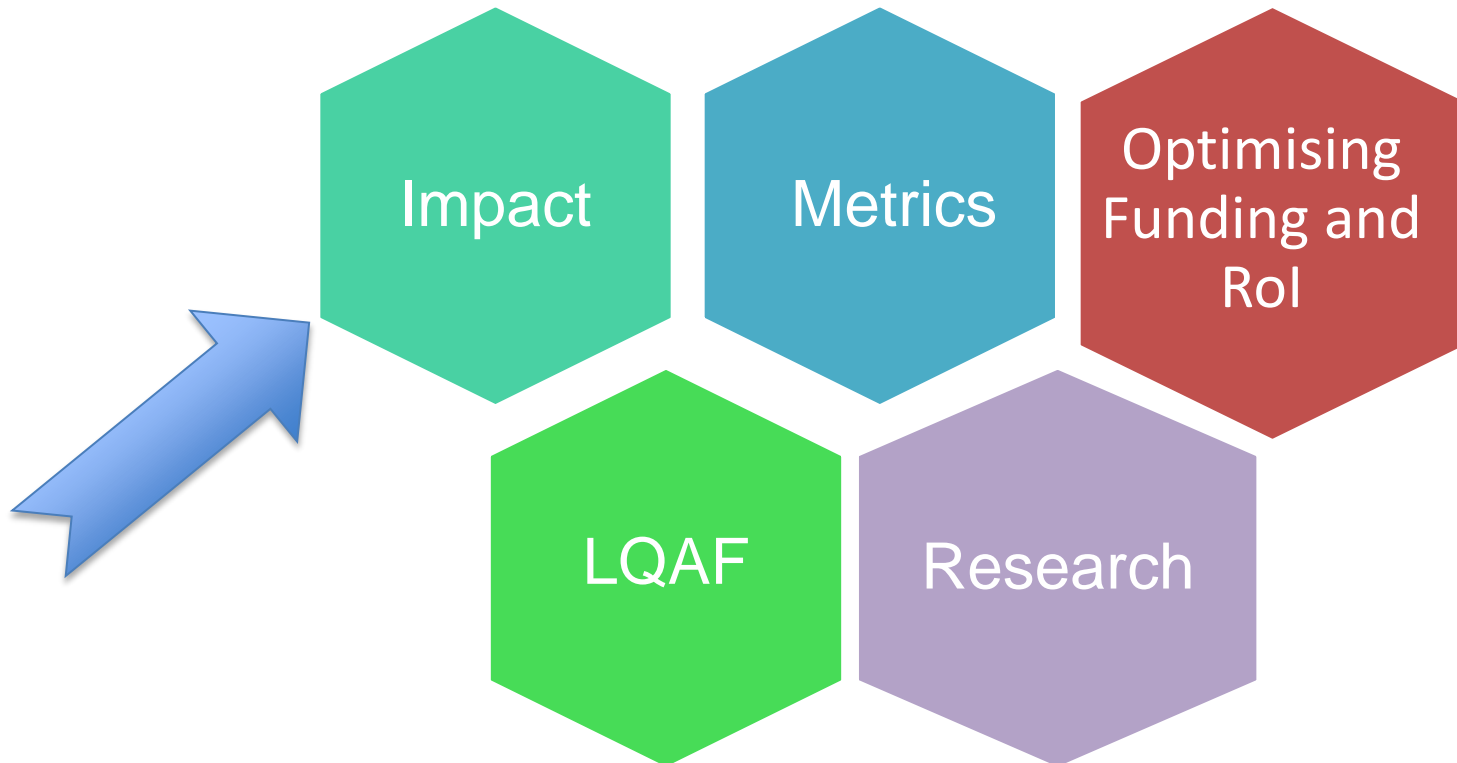 Impact
Metrics
Optimising
Funding and
RoI
LQAF
Research